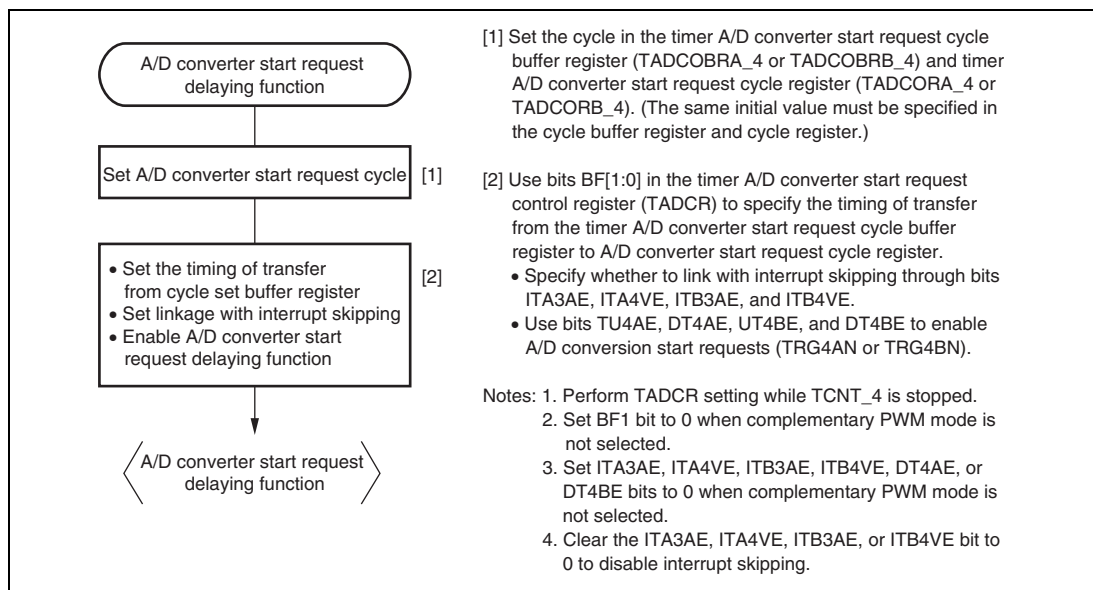 A/D converter start request
delaying function
Set A/D converter start request cycle [1]
• Set the timing of transfer
from cycle set buffer register
• Set linkage with interrupt skipping
• Enable A/D converter start
request delaying function
[2]
A/D converter start request
delaying function
[1] Set the cycle in the timer A/D converter start request cycle
buffer register (TADCOBRA_4 or TADCOBRB_4) and timer
A/D converter start request cycle register (TADCORA_4 or
TADCORB_4). (The same initial value must be specified in
the cycle buffer register and cycle register.)
[2] Use bits BF[1:0] in the timer A/D converter start request
control register (TADCR) to specify the timing of transfer
from the timer A/D converter start request cycle buffer
register to A/D converter start request cycle register.
• Specify whether to link with interrupt skipping through bits
ITA3AE, ITA4VE, ITB3AE, and ITB4VE.
• Use bits TU4AE, DT4AE, UT4BE, and DT4BE to enable
A/D conversion start requests (TRG4AN or TRG4BN).
Notes: 1. Perform TADCR setting while TCNT_4 is stopped.
2. Set BF1 bit to 0 when complementary PWM mode is
not selected.
3. Set ITA3AE, ITA4VE, ITB3AE, ITB4VE, DT4AE, or
DT4BE bits to 0 when complementary PWM mode is
not selected.
4. Clear the ITA3AE, ITA4VE, ITB3AE, or ITB4VE bit to
0 to disable interrupt skipping.